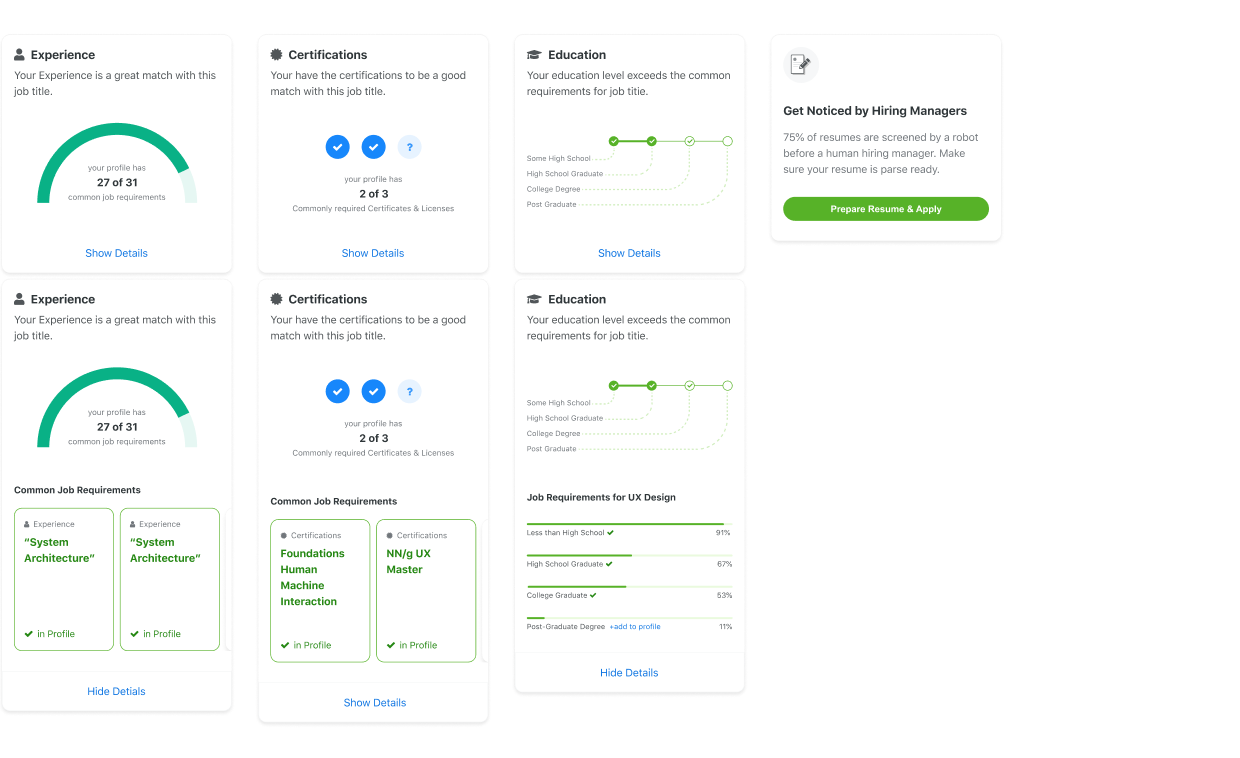 Experience
Your Experience is a great match with this
job title.
your profile has
27 of 31
common job requirements
Show Details
Certifications
Your have the certifications to be a good
match with this job title.
?
your profile has
2 of 3
Commonly required Certificates & Licenses
Show Details
Education
Your education level exceeds the common
requirements for job title.
Some High School
High School Graduate
College Degree
Post Graduate
Show Details
Get Noticed by Hiring Managers
75% of resumes are screened by a robot
before a human hiring manager. Make
sure your resume is parse ready.
Prepare Resume & Apply
Experience
Your Experience is a great match with this
job title.
your profile has
27 of 31
common job requirements
Common Job Requirements
Experience
“System
Architecture”
in Profile
Experience
“System
Architecture”
in Profile
Hide Detials
Certifications
Your have the certifications to be a good
match with this job title.
?
your profile has
2 of 3
Commonly required Certificates & Licenses
Common Job Requirements
Certifications
Foundations
Human
Machine
Interaction
in Profile
Certifications
NN/g UX
Master
in Profile
Show Details
Education
Your education level exceeds the common
requirements for job title.
Some High School
High School Graduate
College Degree
Post Graduate
Job Requirements for UX Design
Less than High School 91%
High School Graduate 67%
College Graduate 53%
Post-Graduate Degree +add to profile 11%
Hide Details